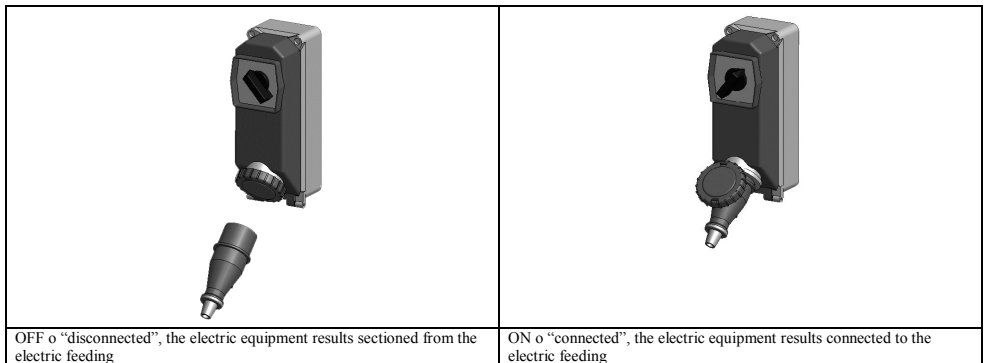 OFF o “disconnected”, the electric equipment results sectioned from the
electric feeding
ON o “connected”, the electric equipment results connected to the
electric feeding